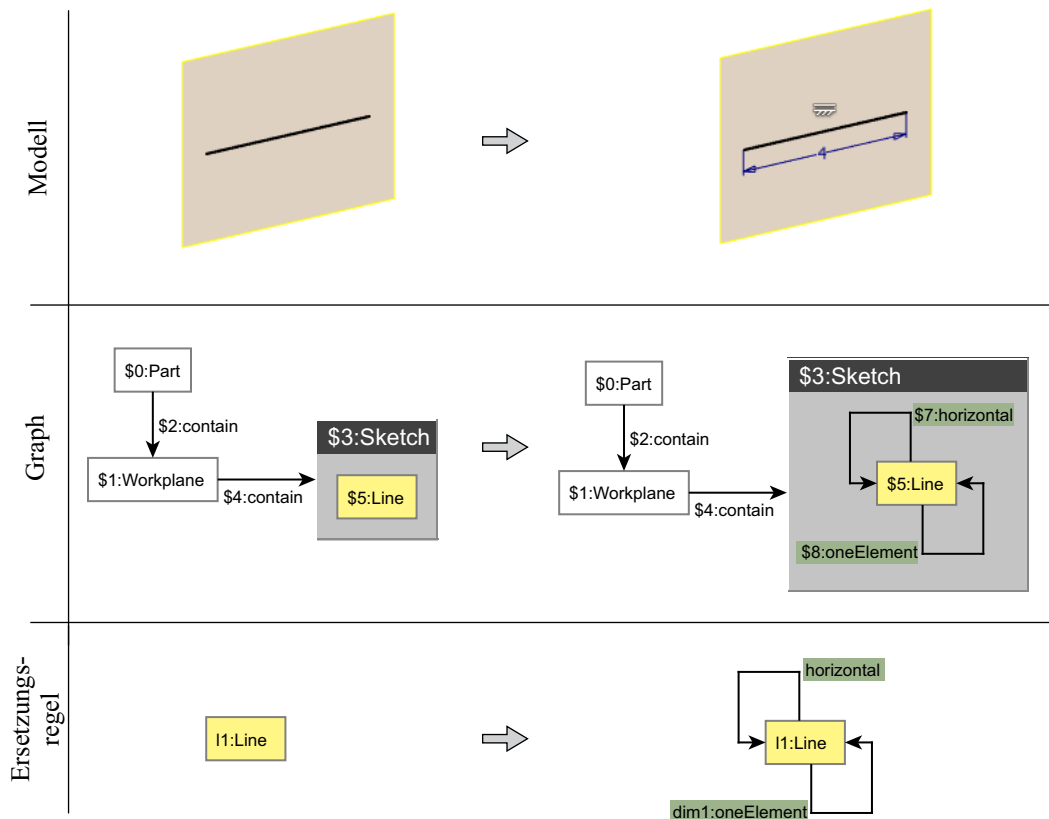 Modell
4
Graph
$0:Part
$2:contain
$1:Workplane
$4:contain
$3:Sketch
$5:Line
$0:Part
$2:contain
$1:Workplane
$4:contain
$3:Sketch
$7:horizontal
$5:Line
$8:oneElement
Ersetzungs-
regel
l1:Line
horizontal
l1:Line
dim1:oneElement